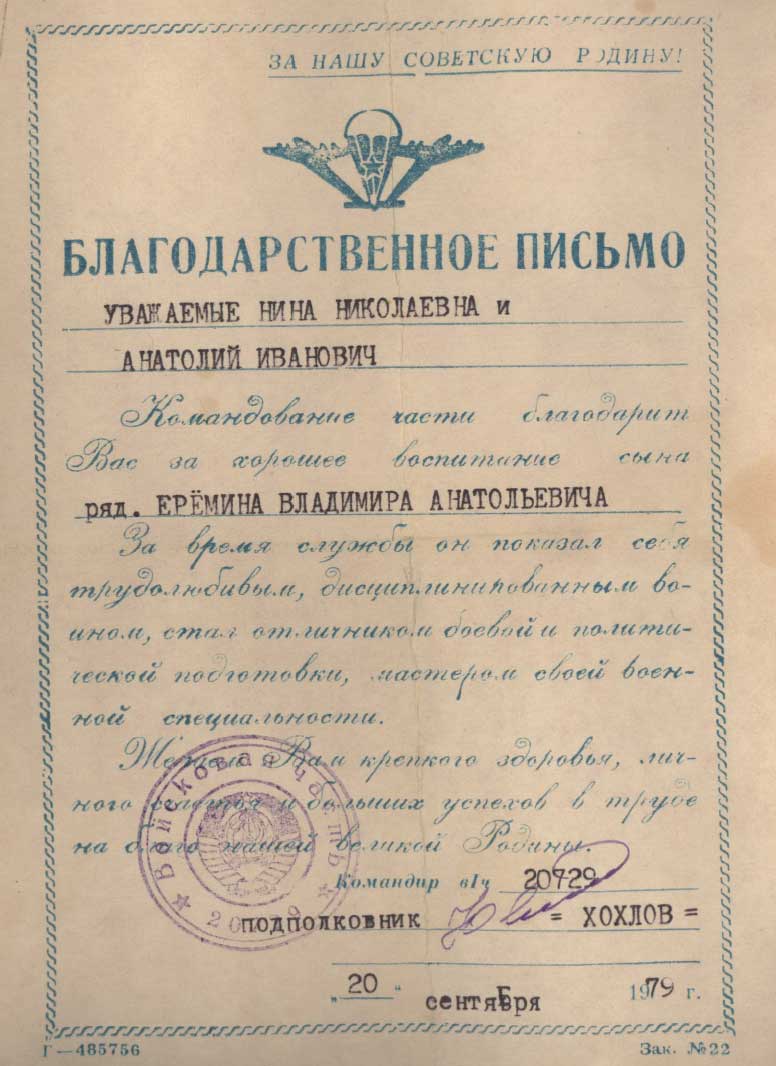 ЗА НАШУ СОВЕТСКУЮ РОДИНУ!
БЛАГОДАРСТВЕННОЕ ПИСЬМО
УВАЖАЕМЫЕ НИНА НИКОЛАЕВНА и
АНАТОЛИЙ ИВАНОВИЧ
Командование части благодарит
Вас за хорошее воспитание сына
ряд. ЕРЁМИНА ВЛАДИМИРА АНАТОЛЬЕВИЧА
За время службы он показал себя
трудолюбивым, дисциплинированным во-
ином, стал отличником боевой и полити-
ческой подготовки, мастером своей воен-
ной специальности.
Желаем Вам крепкого здоровья, лич-
ного счастья и больших успехов в труде
на благо нашей великой Родины.
Войсковая часть
Командир в/ч 20729
подполковник = ХОХЛОВ =
„20" сентября 1979 г.
Г—485756 Зак. №22